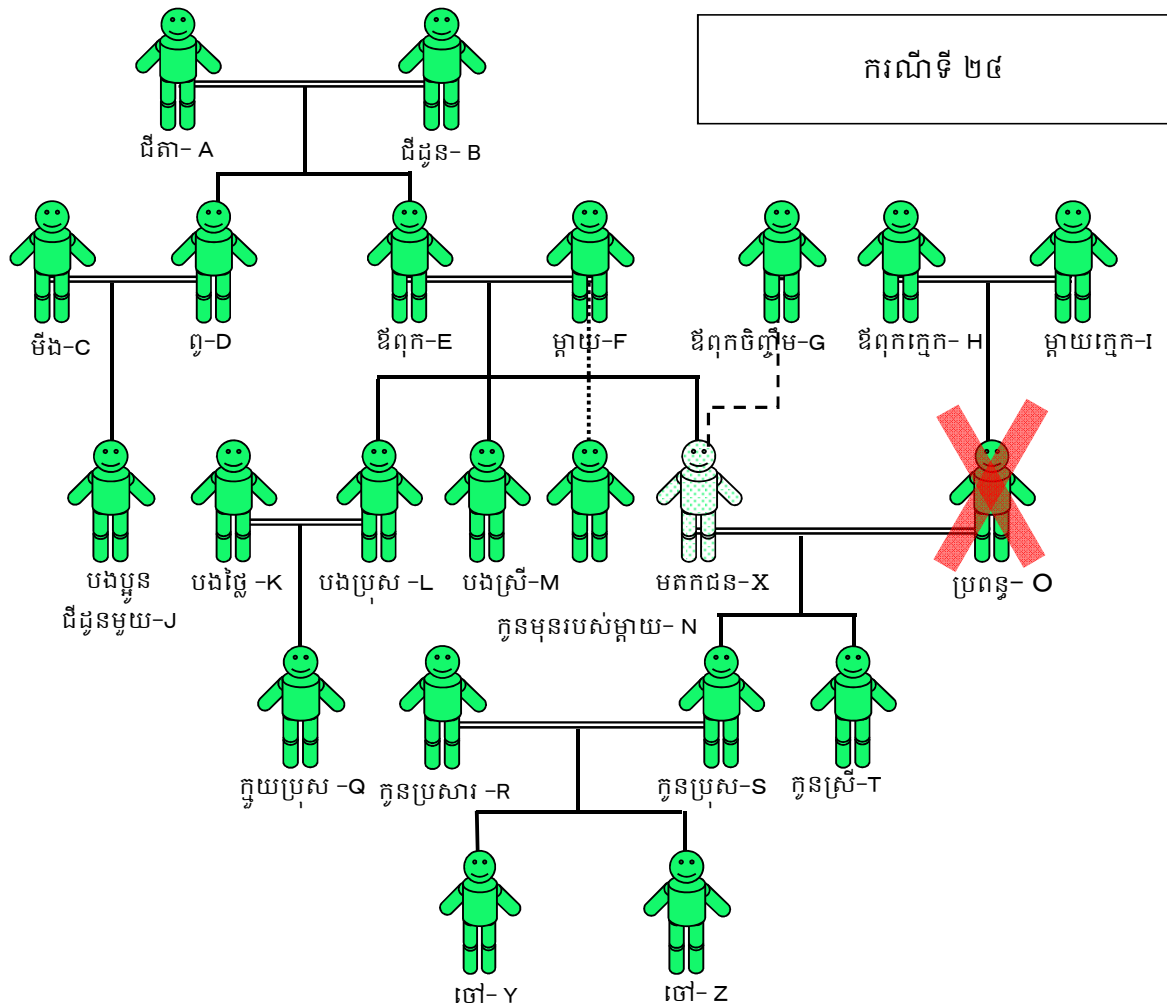 ករណីទី ២៤
ជីតា- A
ជីដូន- B
មីង-C
ពូ-D
ឪពុក-E
ម្តាយ-F
ឪពុកចិញ្ចឹម-G
ឪពុកក្មេក- H
ម្តាយក្មេក-I
បងប្អូន
ជីដូនមួយ-J
បងថ្លៃ -K
បងប្រុស -L
បងស្រី-M
កូនមុនរបស់ម្តាយ- N
មតកជន-X
ប្រពន្ធ- O
ក្មួយប្រុស -Q
កូនប្រសារ -R
កូនប្រុស-S
កូនស្រី-T
ចៅ- Y
ចៅ- Z